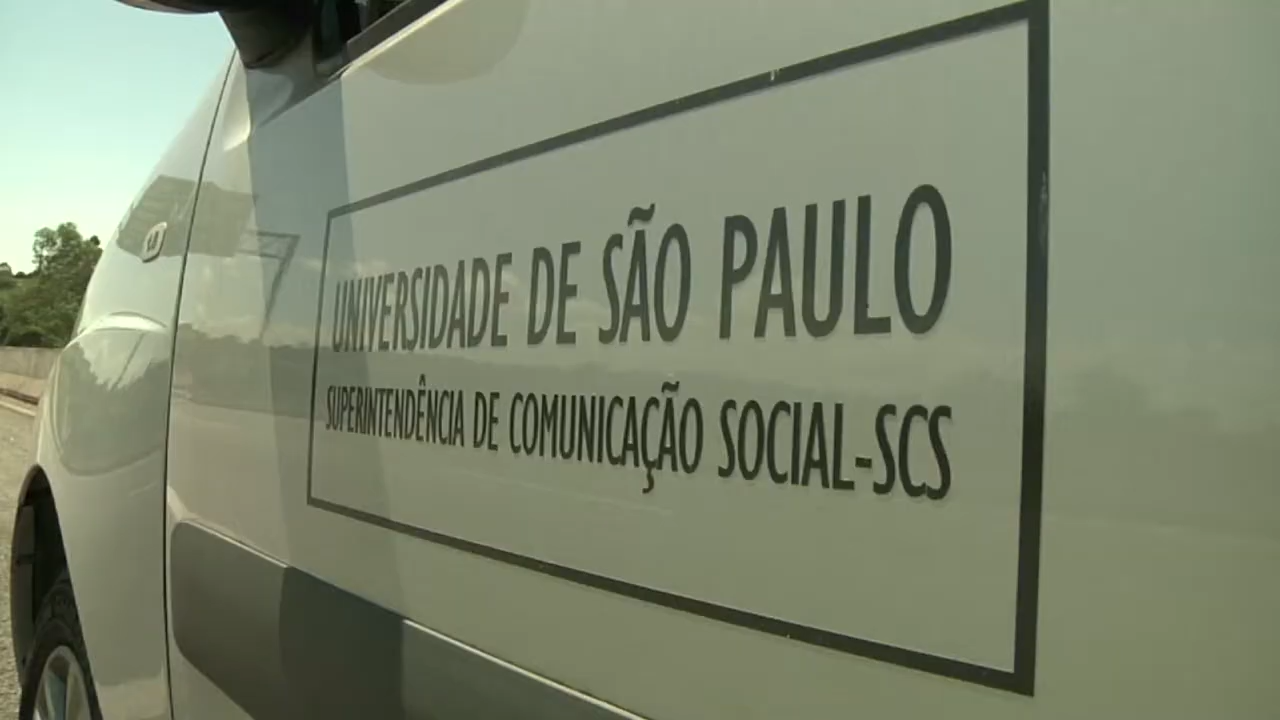 UNIVERSIDADE DE SÃO PAULO
SUPERINTENDÊNCIA DE COMUNICAÇÃO SOCIAL-SCS